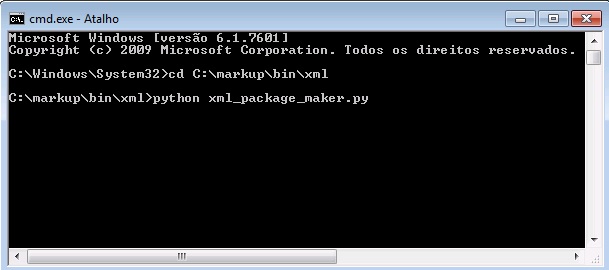 cmd.exe - Atalho
Microsoft Windows [versão 6.1.7601]
Copyright (c) 2009 Microsoft Corporation. Todos os direitos reservados.
C:\Windows\System32>cd C:\markup\bin\xml
C:\markup\bin\xml>python xml_package_maker.py